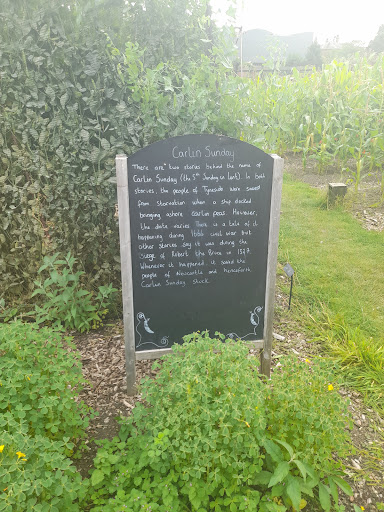 Carlin Sunday
There are two stories behind the name of
Carlin Sunday (the 5th Sunday in Lent). In both
stories, the people of Tyneside were saved
from starvation when a ship docked
bringing ashore carlin peas. However,
the date varies. There is a tale of it
happening during 1644 civil war but
other stories say it was during the
Siege of Robert the Bruce in 1327.
Whenever it happened, it saved the
people of Newcastle and henceforth
Carlin Sunday stuck.